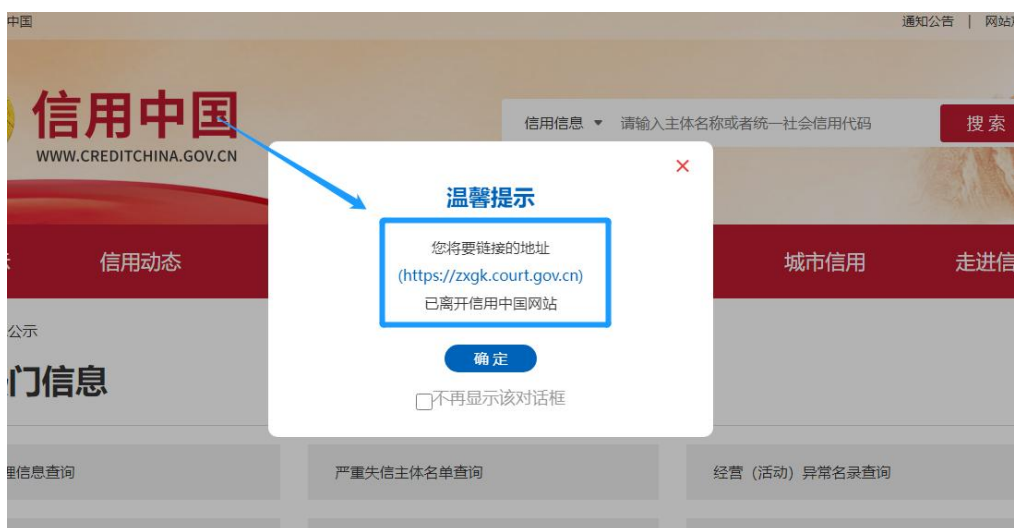 中国
通知公告 | 网站
信用中国
WWW.CREDITCHINA.GOV.CN
信用信息 ▼ 请输入主体名称或者统一社会信用代码 搜索
温馨提示
您将要链接的地址
(https://zxgk.court.gov.cn)
已离开信用中国网站
确定
不再显示该对话框
信用动态
城市信用
走进信
公示
门信息
理信息查询
严重失信主体名单查询
经营（活动）异常名录查询